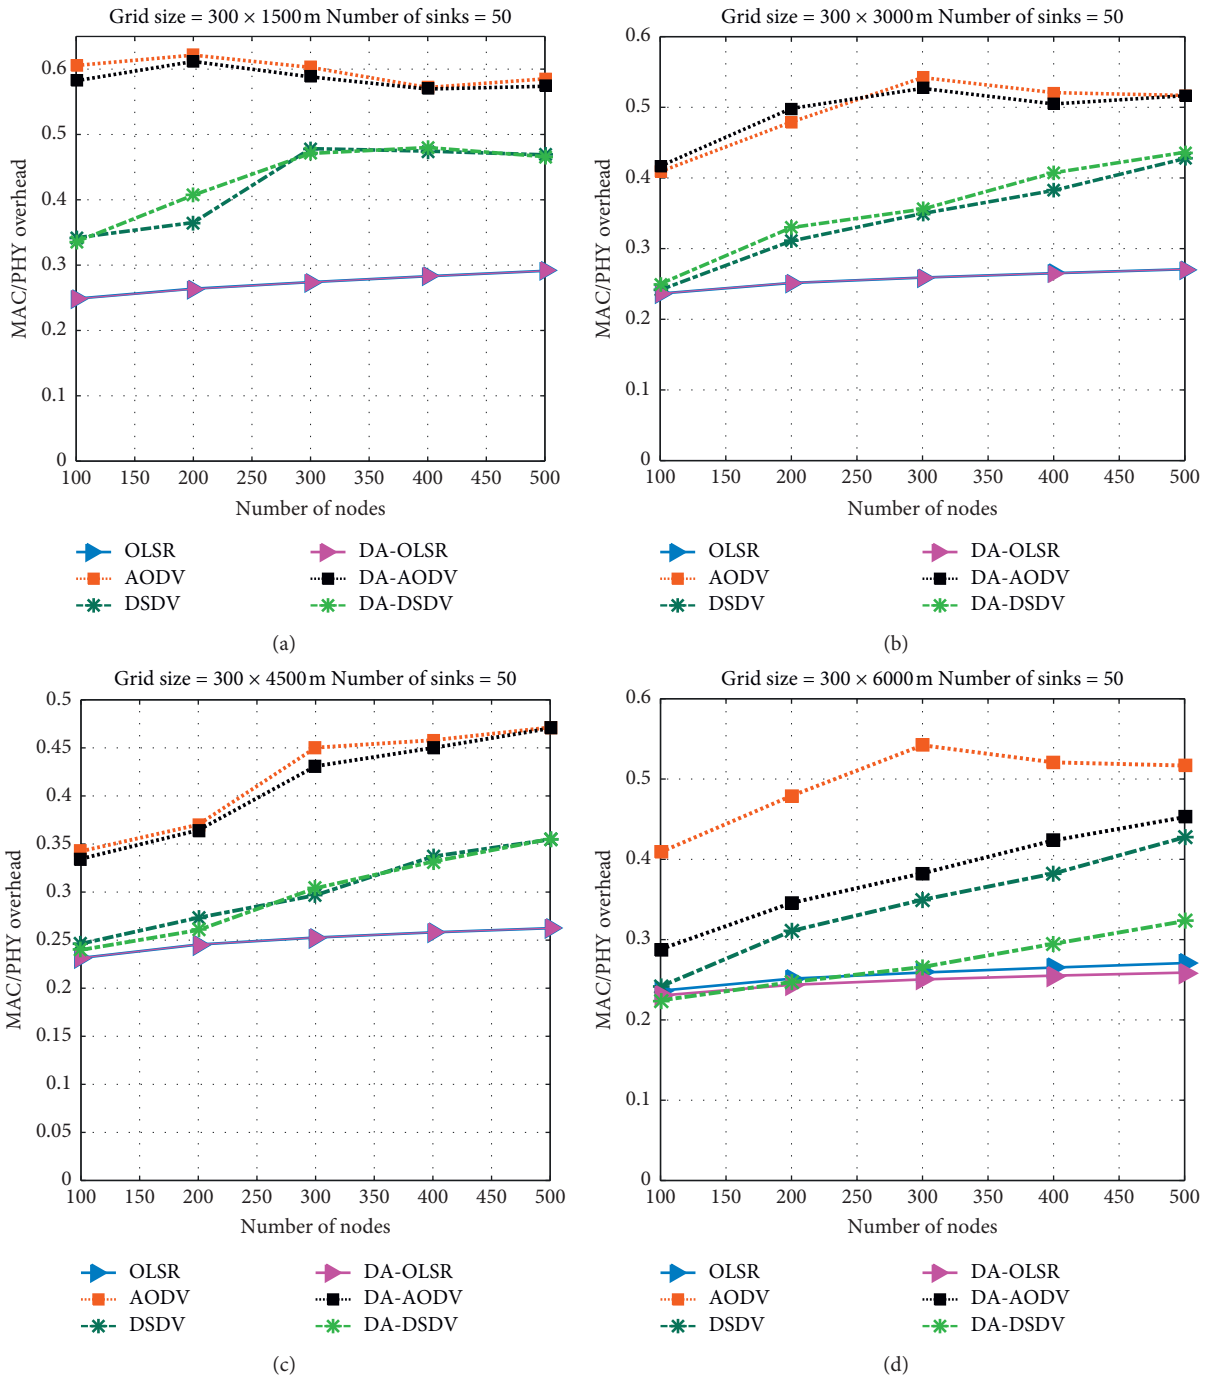 Grid size = 300 × 1500 m Number of sinks = 50
MAC/PHY overhead
0.6
0.5
0.4
0.3
0.2
0.1
0
100 150 200 250 300 350 400 450 500
Number of nodes
OLSR DA-OLSR
AODV DA-AODV
DSDV DA-DSDV
(a)
Grid size = 300 × 3000 m Number of sinks = 50
MAC/PHY overhead
0.6
0.5
0.4
0.3
0.2
0.1
0
100 150 200 250 300 350 400 450 500
Number of nodes
OLSR DA-OLSR
AODV DA-AODV
DSDV DA-DSDV
(b)
Grid size = 300 × 4500 m Number of sinks = 50
MAC/PHY overhead
0.5
0.45
0.4
0.35
0.3
0.25
0.2
0.15
0.1
0.05
0
100 150 200 250 300 350 400 450 500
Number of nodes
OLSR DA-OLSR
AODV DA-AODV
DSDV DA-DSDV
(c)
Grid size = 300 × 6000 m Number of sinks = 50
MAC/PHY overhead
0.6
0.5
0.4
0.3
0.2
0.1
0
100 150 200 250 300 350 400 450 500
Number of nodes
OLSR DA-OLSR
AODV DA-AODV
DSDV DA-DSDV
(d)